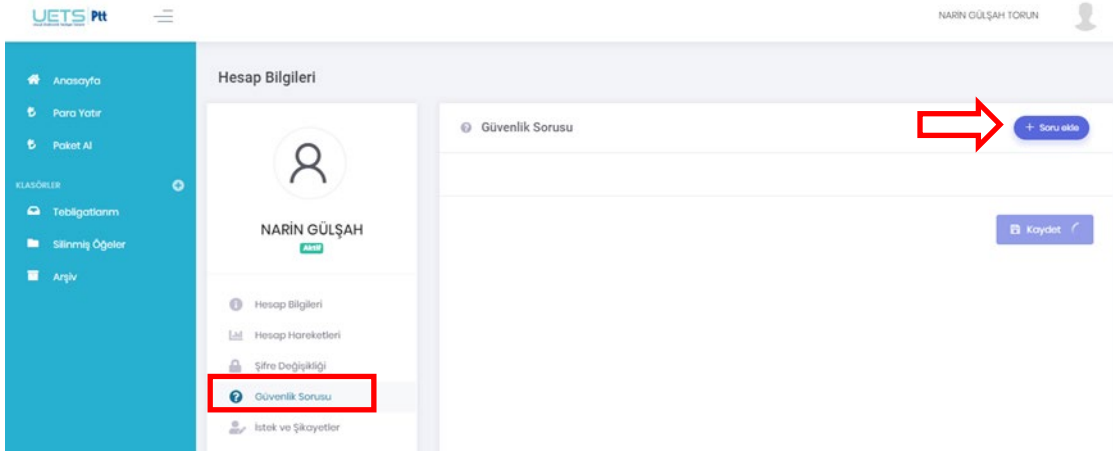 UETS Ptt
NARİN GÜLŞAH TORUN
Anasayfa
Para Yatır
Paket Al
KLASÖRLER
Tebligatlarım
Silinmiş Öğeler
Arşiv
Hesap Bilgileri
NARİN GÜLŞAH
Aktif
Hesap Bilgileri
Hesap Hareketleri
Şifre Değişikliği
Güvenlik Sorusu
İstek ve Şikayetler
Güvenlik Sorusu
+ Soru ekle
Kaydet